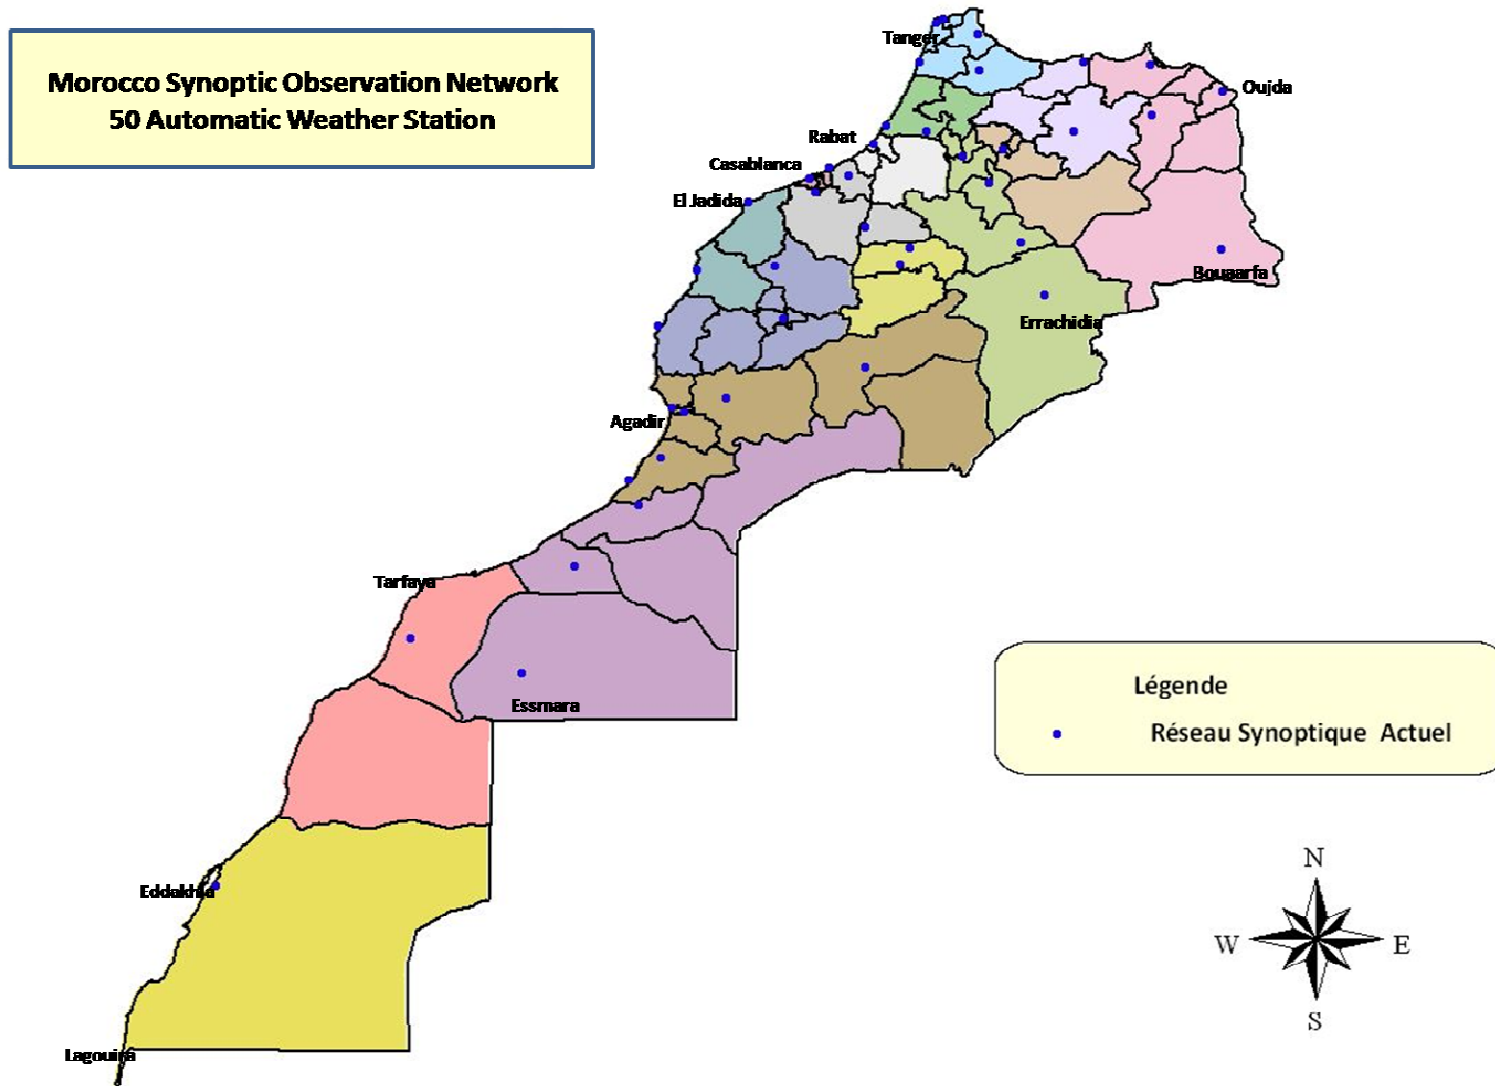 Morocco Synoptic Observation Network
50 Automatic Weather Station
Tanger
Oujda
Rabat
Casablanca
El Jadida
Bouaarfa
Errachidia
Agadir
Tarfaya
Essmara
Légende
Réseau Synoptique Actuel
Eddakhla
Lagouira
N
W
E
S